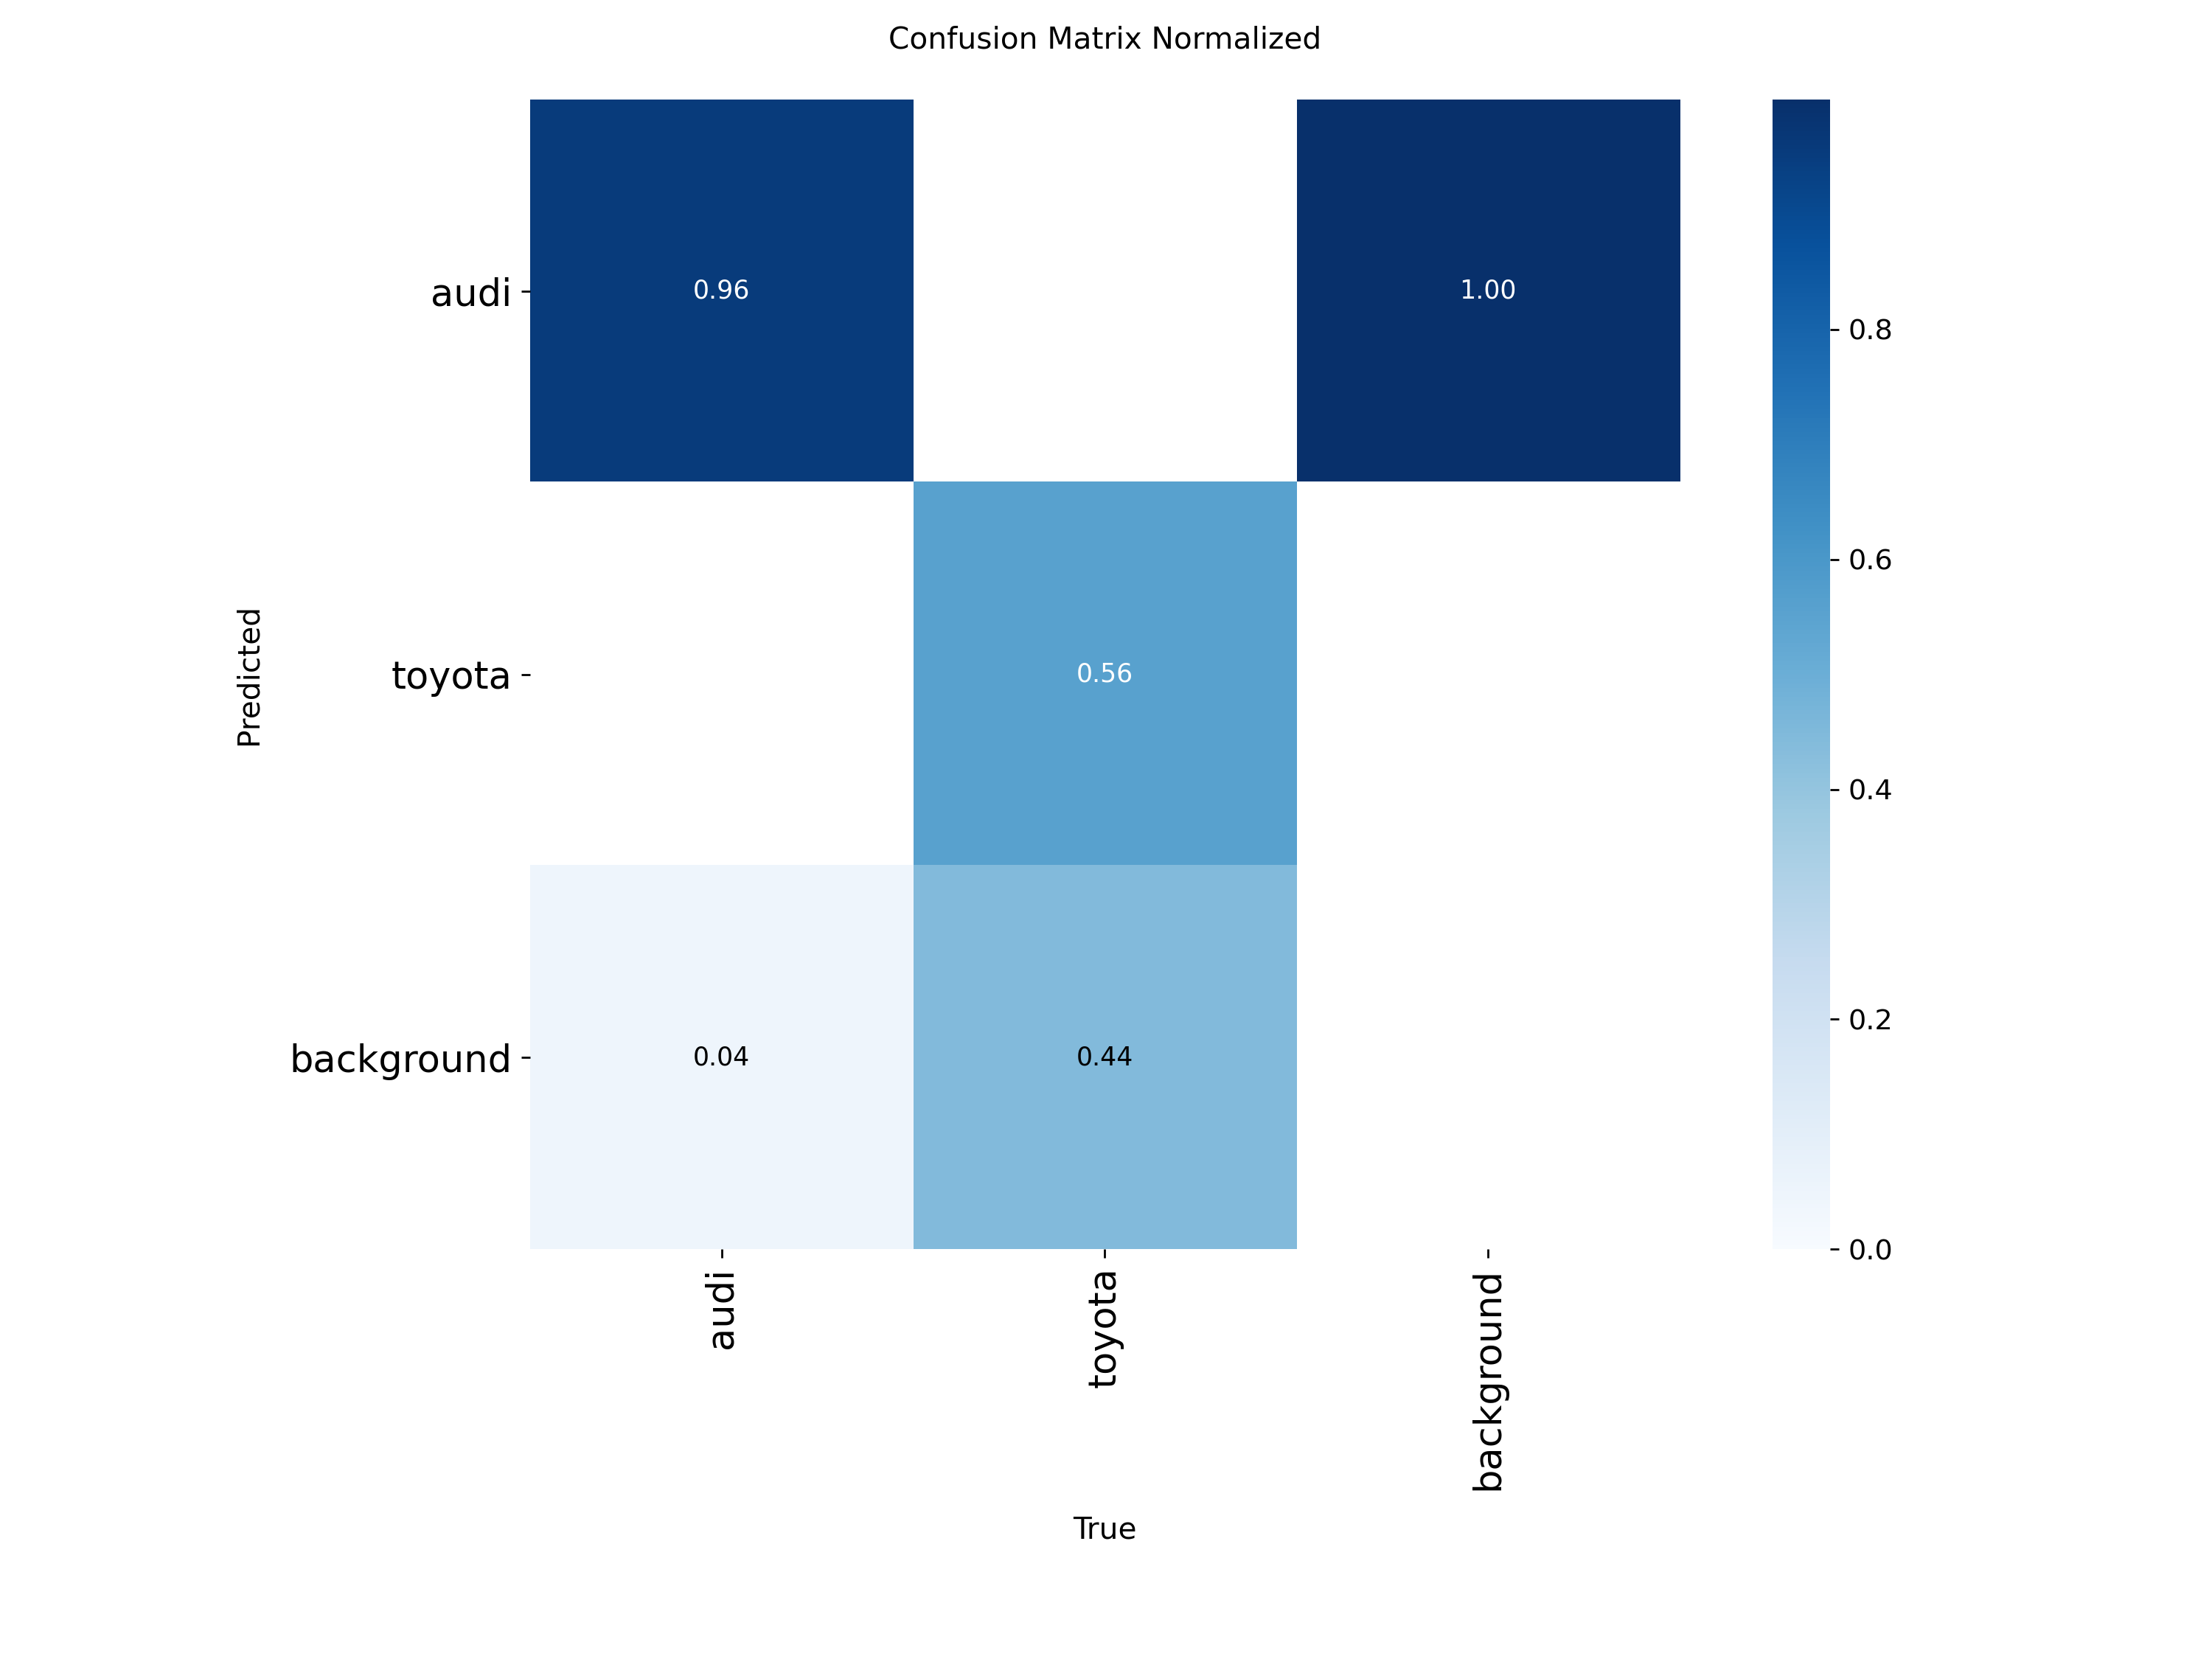 Confusion Matrix Normalized
audi
0.96
1.00
0.8
0.6
Predicted
toyota
0.56
0.4
background
0.04
0.44
0.2
0.0
audi
toyota
background
True